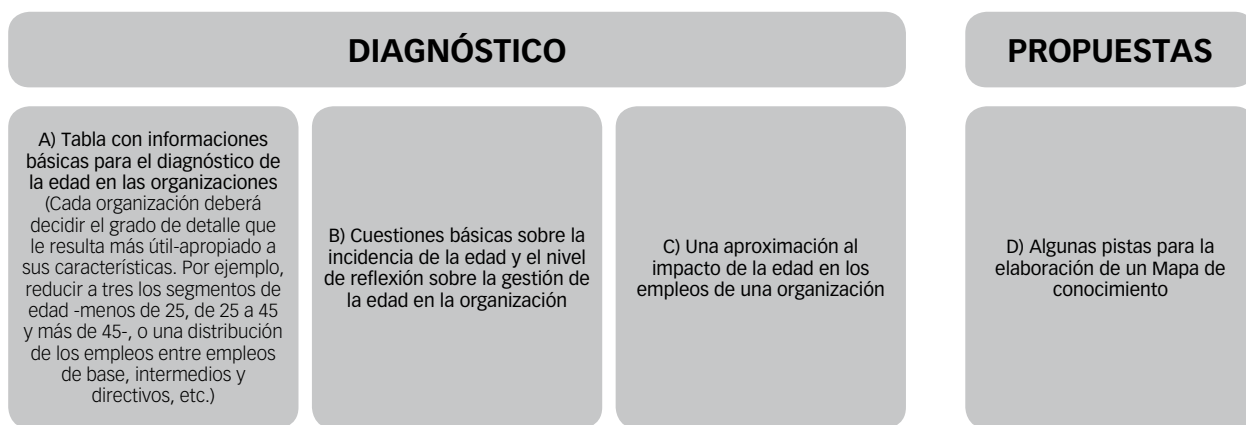 DIAGNÓSTICO
PROPUESTAS
A) Tabla con informaciones
básicas para el diagnóstico de
la edad en las organizaciones
(Cada organización deberá
decidir el grado de detalle que
le resulta más útil-apropiado a
sus características. Por ejemplo,
reducir a tres los segmentos de
edad -menos de 25, de 25 a 45
y más de 45-, o una distribución
de los empleos entre empleos
de base, intermedios y
directivos, etc.)
B) Cuestiones básicas sobre la
incidencia de la edad y el nivel
de reflexión sobre la gestión de
la edad en la organización
C) Una aproximación al
impacto de la edad en los
empleos de una organización
D) Algunas pistas para la
elaboración de un Mapa de
conocimiento